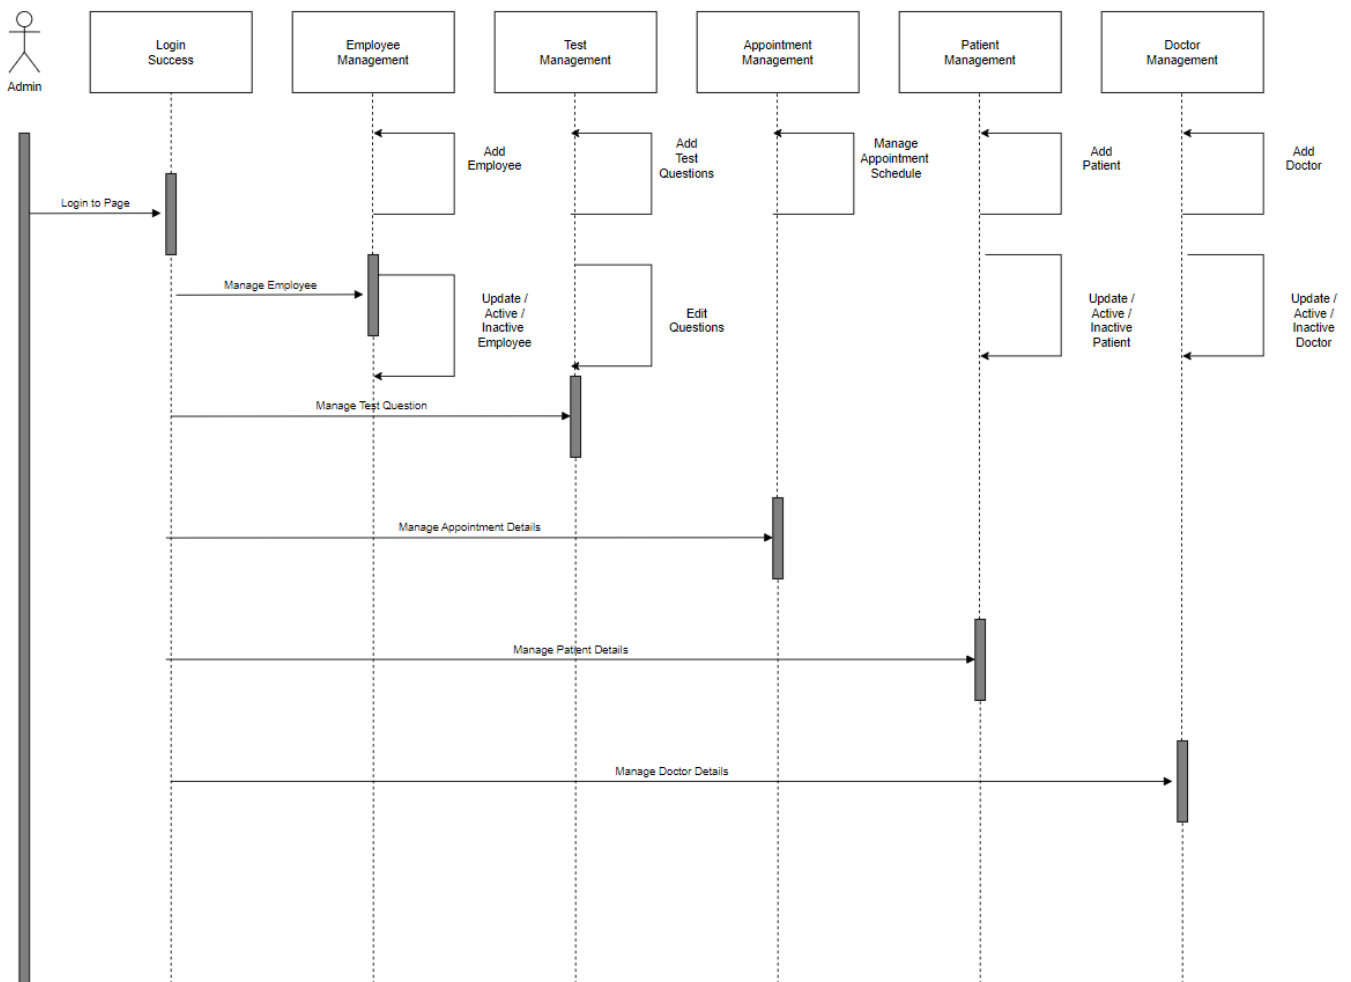 Admin
Login
Success
Employee
Management
Test
Management
Appointment
Management
Patient
Management
Doctor
Management
Add
Employee
Add
Test
Questions
Manage
Appointment
Schedule
Add
Patient
Add
Doctor
Login to Page
Manage Employee
Update /
Active /
Inactive
Employee
Edit
Questions
Update /
Active /
Inactive
Patient
Update /
Active /
Inactive
Doctor
Manage Test Question
Manage Appointment Details
Manage Patient Details
Manage Doctor Details